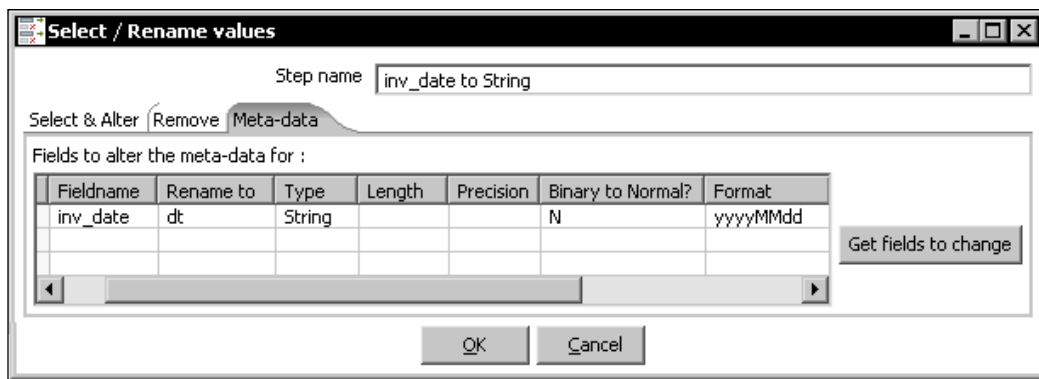 Select / Rename values
Step name inv_date to String
Select & Alter Remove Meta-data
Fields to alter the meta-data for :
Fieldname Rename to Type Length Precision Binary to Normal? Format
inv_date dt String N yyyyMMdd
Get fields to change
OK Cancel